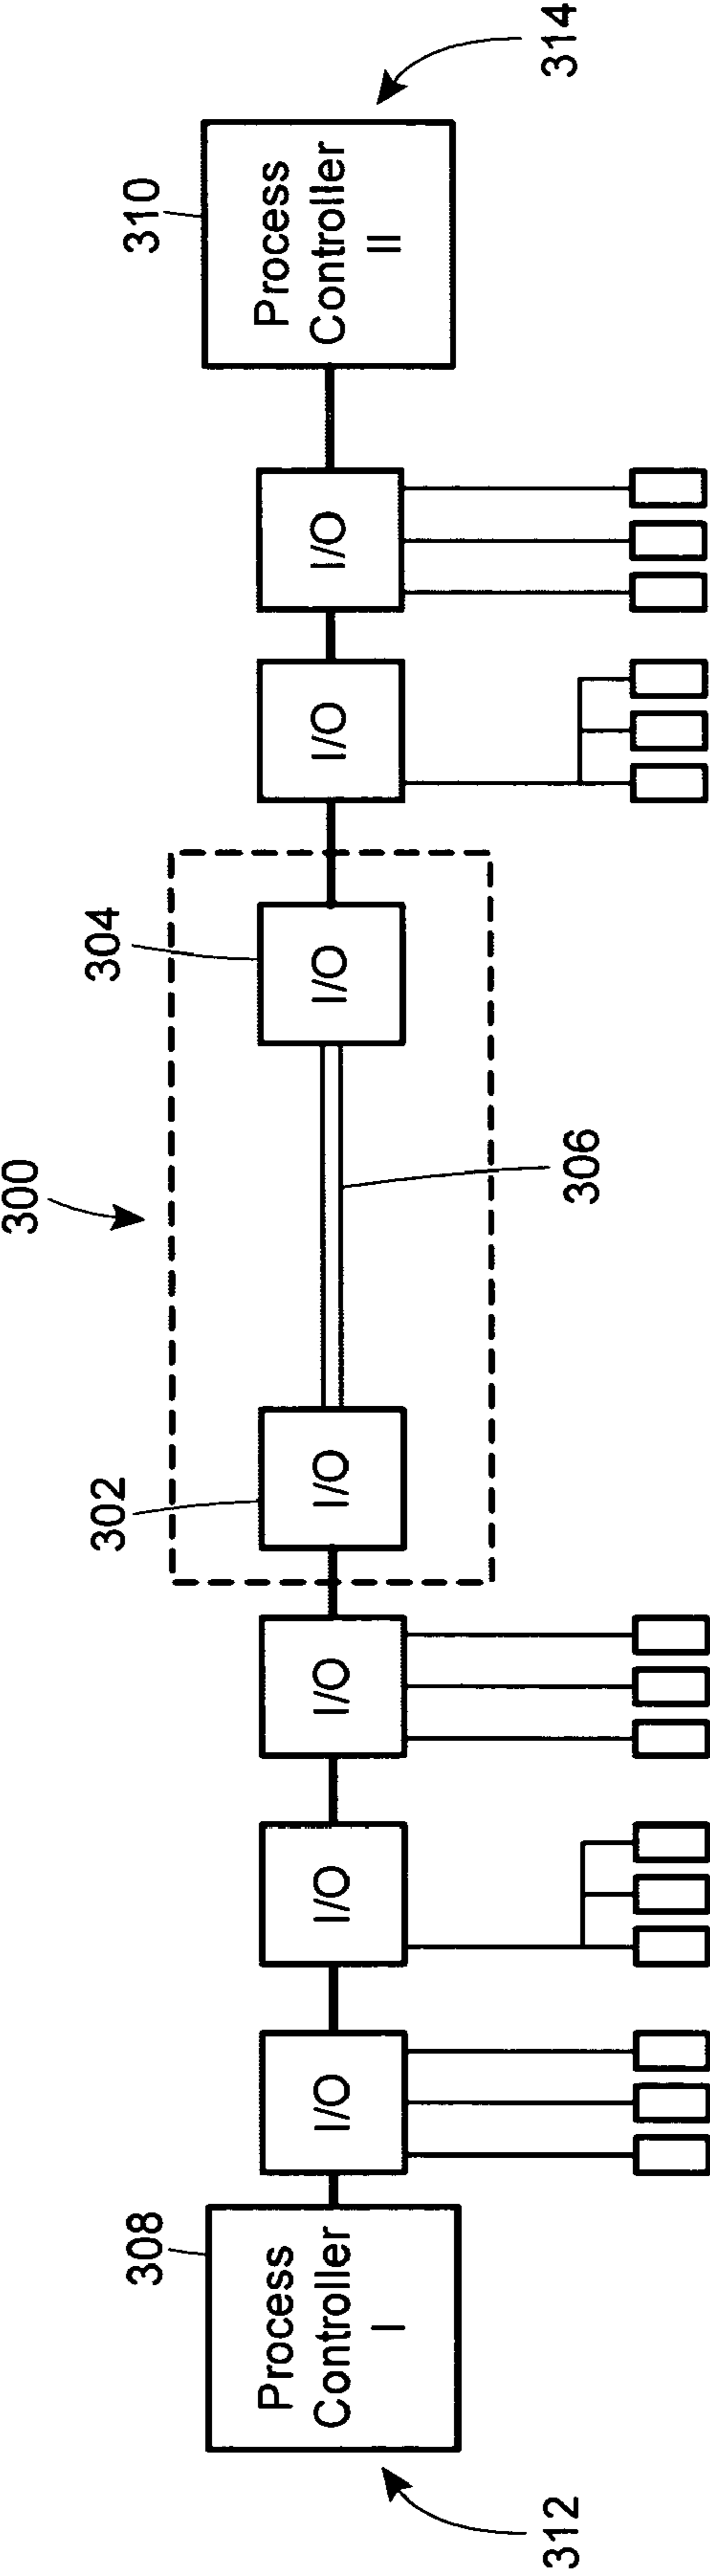 300
302
304
308
310
Process
Controller
I
I/O
I/O
I/O
I/O
I/O
I/O
I/O
Process
Controller
II
306
312
314